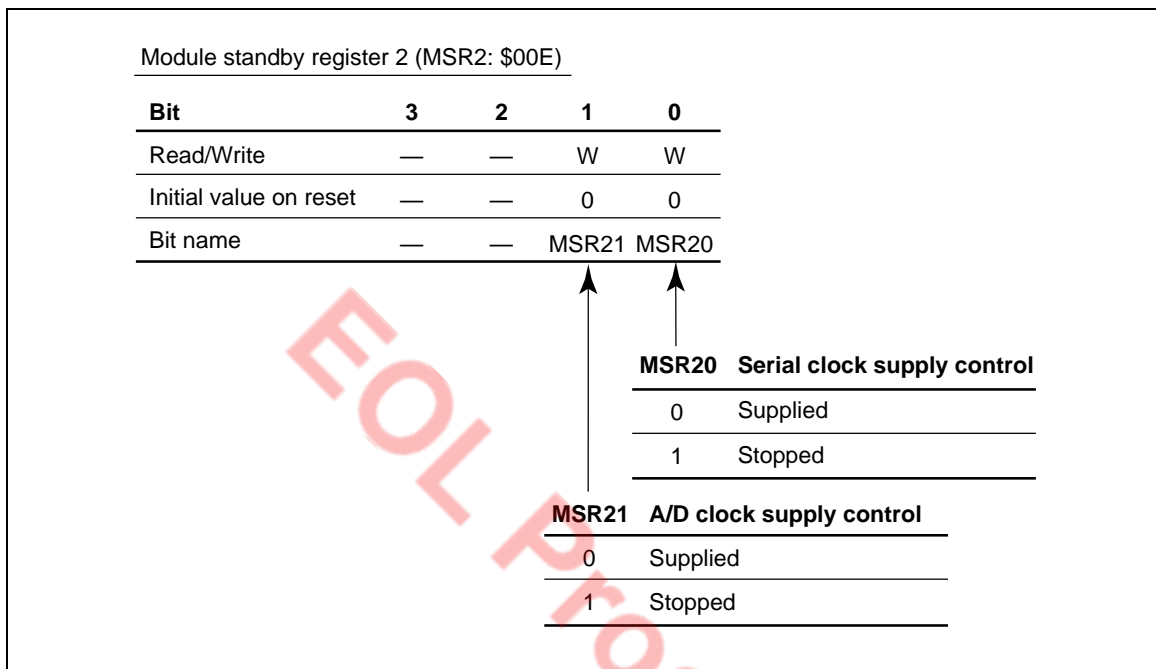 Module standby register 2 (MSR2: $00E)
Bit 3 2 1 0
Read/Write — — W W
Initial value on reset — — 0 0
Bit name — — MSR21 MSR20
MSR20 Serial clock supply control
0 Supplied
1 Stopped
MSR21 A/D clock supply control
0 Supplied
1 Stopped
EOL Pro